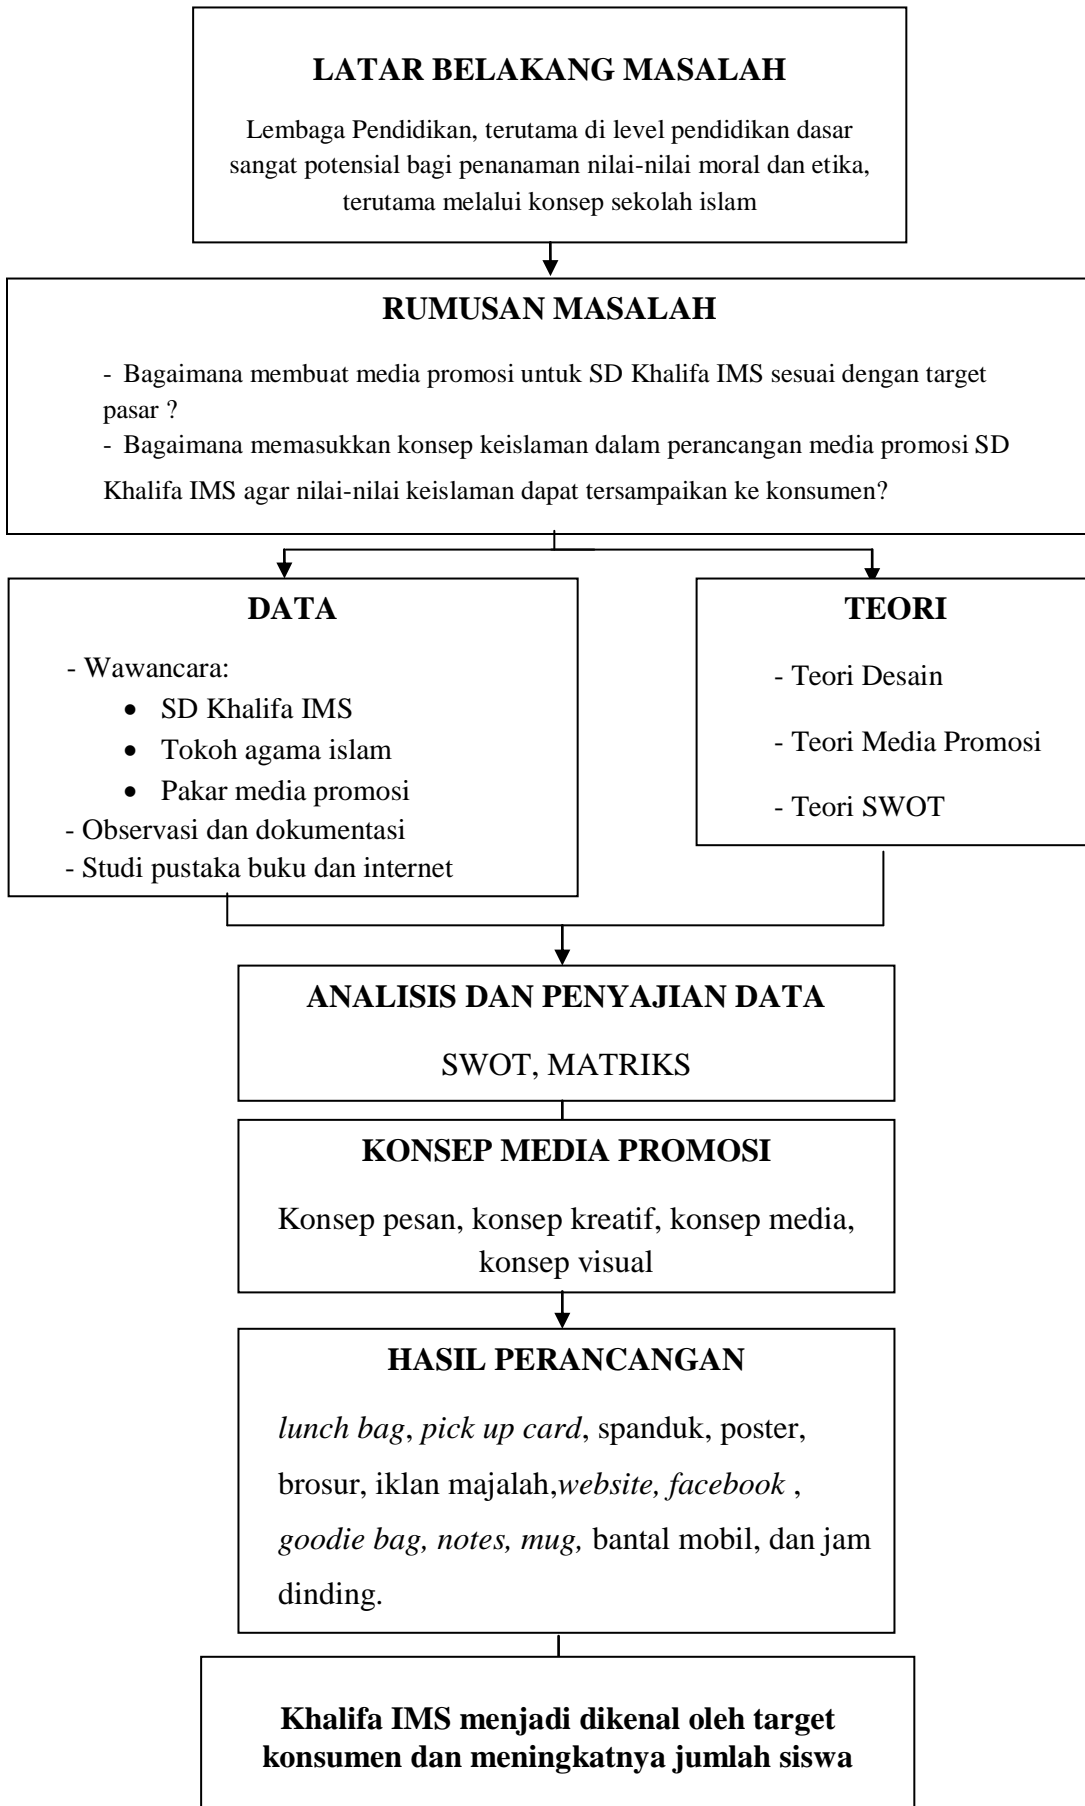 LATAR BELAKANG MASALAH
Lembaga Pendidikan, terutama di level pendidikan dasar
sangat potensial bagi penanaman nilai-nilai moral dan etika,
terutama melalui konsep sekolah islam
RUMUSAN MASALAH
- Bagaimana membuat media promosi untuk SD Khalifa IMS sesuai dengan target
pasar ?
- Bagaimana memasukkan konsep keislaman dalam perancangan media promosi SD
Khalifa IMS agar nilai-nilai keislaman dapat tersampaikan ke konsumen?
DATA
- Wawancara:
• SD Khalifa IMS
• Tokoh agama islam
• Pakar media promosi
- Observasi dan dokumentasi
- Studi pustaka buku dan internet
TEORI
- Teori Desain
- Teori Media Promosi
- Teori SWOT
ANALISIS DAN PENYAJIAN DATA
SWOT, MATRIKS
KONSEP MEDIA PROMOSI
Konsep pesan, konsep kreatif, konsep media,
konsep visual
HASIL PERANCANGAN
lunch bag, pick up card, spanduk, poster,
brosur, iklan majalah,website, facebook ,
goodie bag, notes, mug, bantal mobil, dan jam
dinding.
Khalifa IMS menjadi dikenal oleh target
konsumen dan meningkatnya jumlah siswa